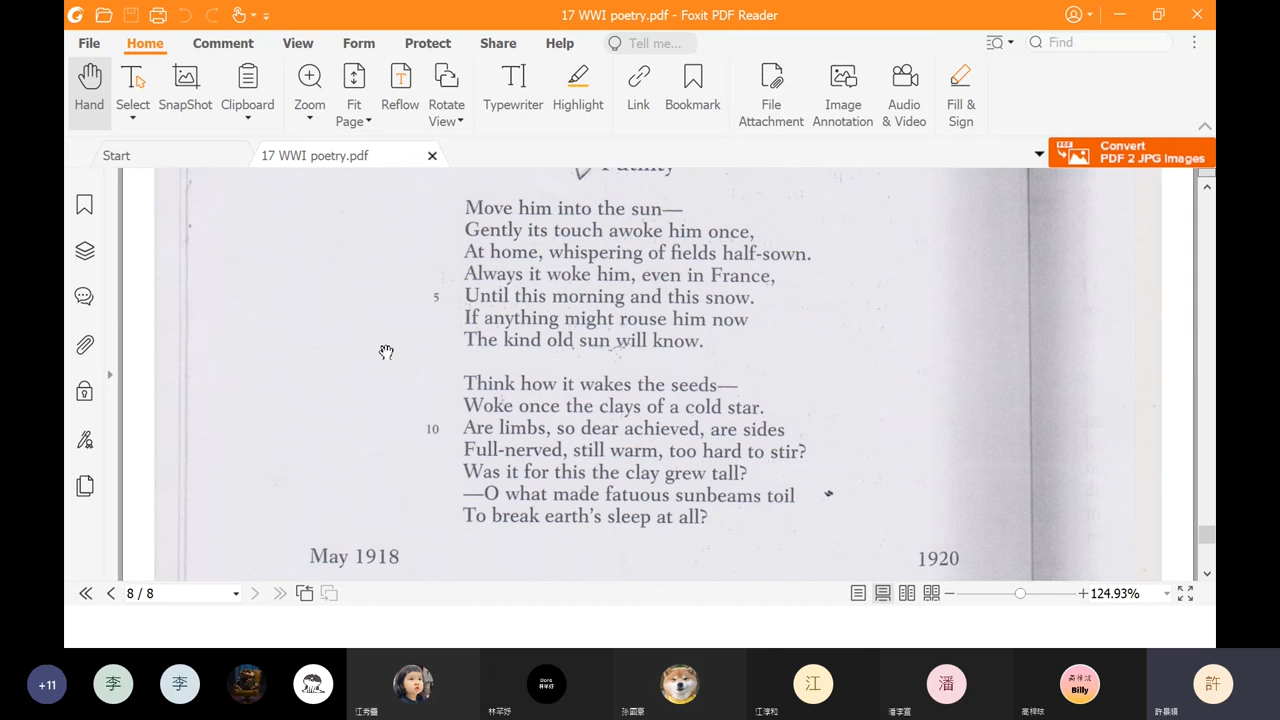 17 WWI poetry.pdf - Foxit PDF Reader
File Home Comment View Form Protect Share Help Tell me... Find
Hand Select SnapShot Clipboard Zoom Fit Page Reflow Rotate View Typewriter Highlight Link Bookmark File Attachment Image Annotation Audio & Video Fill & Sign
Start 17 WWI poetry.pdf
Convert
PDF 2 JPG Images
Futility
Move him into the sun—
Gently its touch awoke him once,
At home, whispering of fields half-sown.
Always it woke him, even in France,
5 Until this morning and this snow.
If anything might rouse him now
The kind old sun will know.
Think how it wakes the seeds—
Woke once the clays of a cold star.
10 Are limbs, so dear achieved, are sides
Full-nerved, still warm, too hard to stir?
Was it for this the clay grew tall?
—O what made fatuous sunbeams toil
To break earth's sleep at all?
May 1918 1920
8 / 8 124.93%
+11 李 李 江 潘 許
Billy